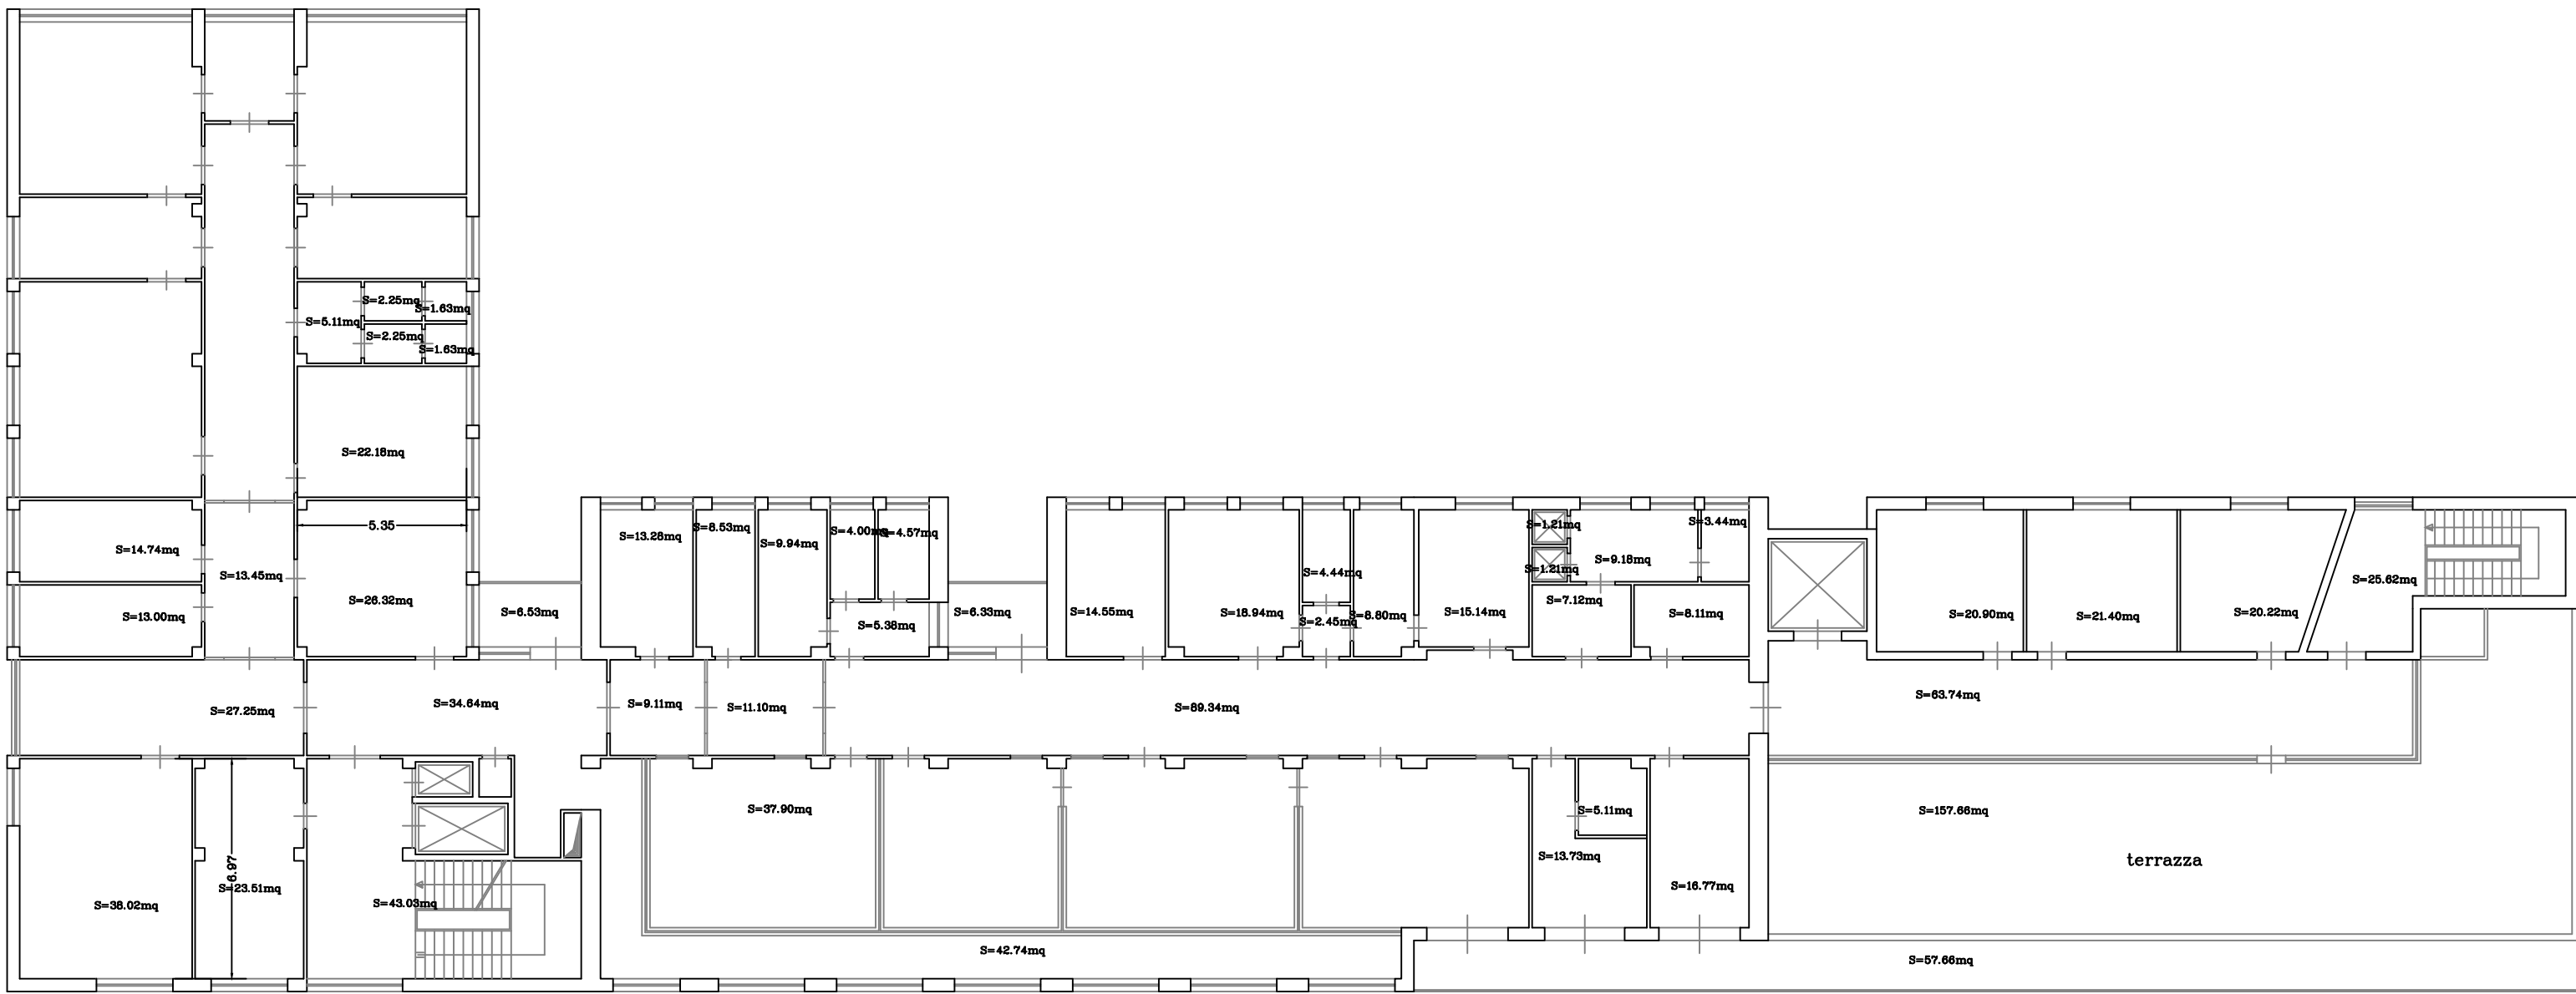 S=2.25mq
S=1.63mq
S=5.11mq
S=2.25mq
S=1.63mq
S=22.18mq
5.35
S=14.74mq
S=13.45mq
S=26.32mq
S=13.00mq
S=6.53mq
S=13.28mq
S=8.53mq
S=9.94mq
S=4.00mq
S=4.57mq
S=5.38mq
S=6.33mq
S=14.55mq
S=18.94mq
S=4.44mq
S=2.45mq
S=8.80mq
S=15.14mq
S=1.21mq
S=1.21mq
S=9.18mq
S=3.44mq
S=7.12mq
S=8.11mq
S=20.90mq
S=21.40mq
S=20.22mq
S=25.62mq
S=27.25mq
S=34.64mq
S=9.11mq
S=11.10mq
S=89.34mq
S=63.74mq
S=37.90mq
S=5.11mq
S=157.66mq
terrazza
6.97
S=23.51mq
S=38.02mq
S=43.03mq
S=13.73mq
S=16.77mq
S=42.74mq
S=57.66mq